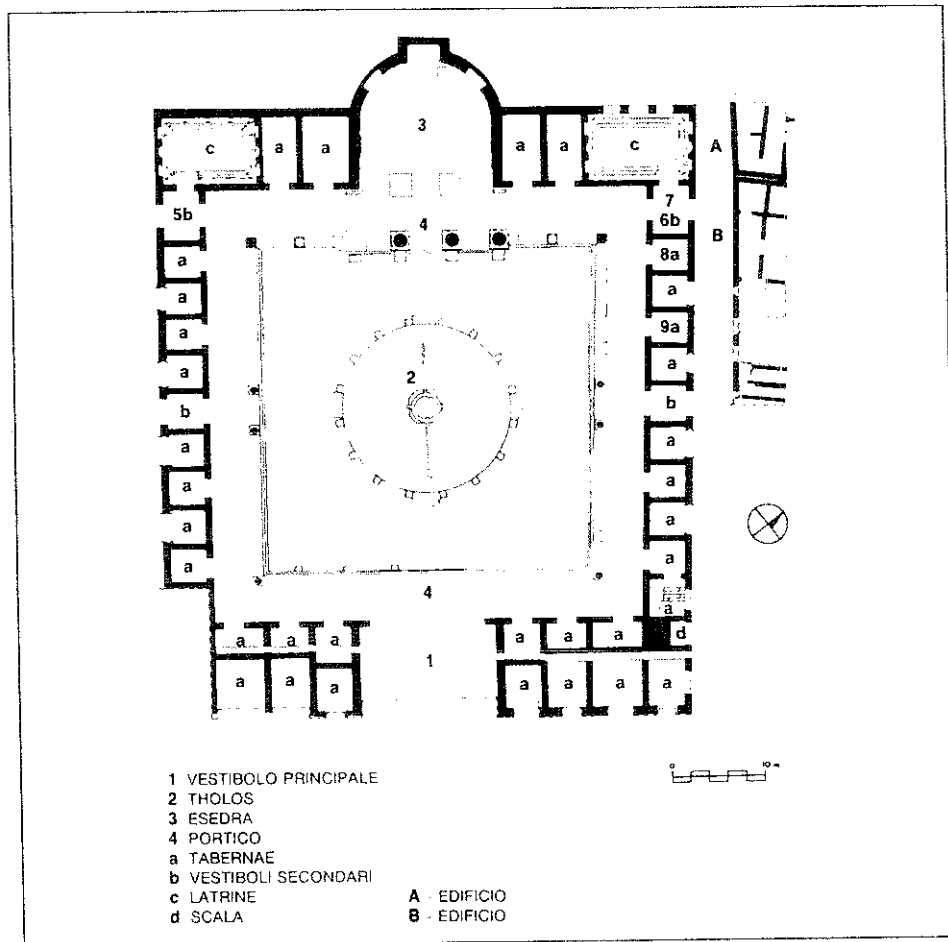 3
c a a a a c A
4
5b 7
6b B
a 8a
a a
a 9a
a a
2
b b
a a
a a
a a
a a
4 a
a a a a a a d
1
a a a a a a a
0 10 m
1 VESTIBOLO PRINCIPALE
2 THOLOS
3 ESEDRA
4 PORTICO
a TABERNAE
b VESTIBOLI SECONDARI
c LATRINE A - EDIFICIO
d SCALA B - EDIFICIO